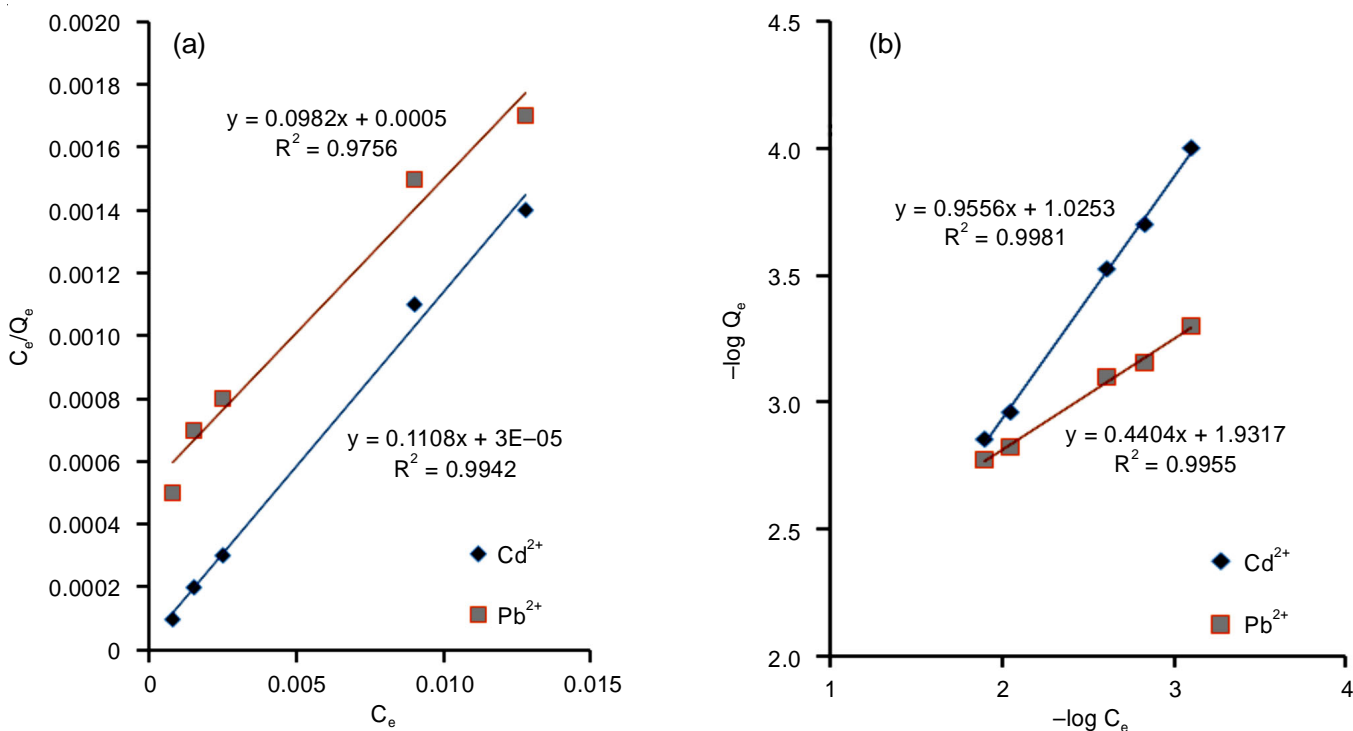 (a)
0.0020
0.0018
0.0016
0.0014
0.0012
0.0010
0.0008
0.0006
0.0004
0.0002
0
Cₑ/Qₑ
y = 0.0982x + 0.0005
R² = 0.9756
y = 0.1108x + 3E–05
R² = 0.9942
Cd²⁺
Pb²⁺
0 0.005 0.010 0.015
Cₑ
(b)
4.5
4.0
3.5
3.0
2.5
2.0
–log Qₑ
y = 0.9556x + 1.0253
R² = 0.9981
y = 0.4404x + 1.9317
R² = 0.9955
Cd²⁺
Pb²⁺
1 2 3 4
–log Cₑ